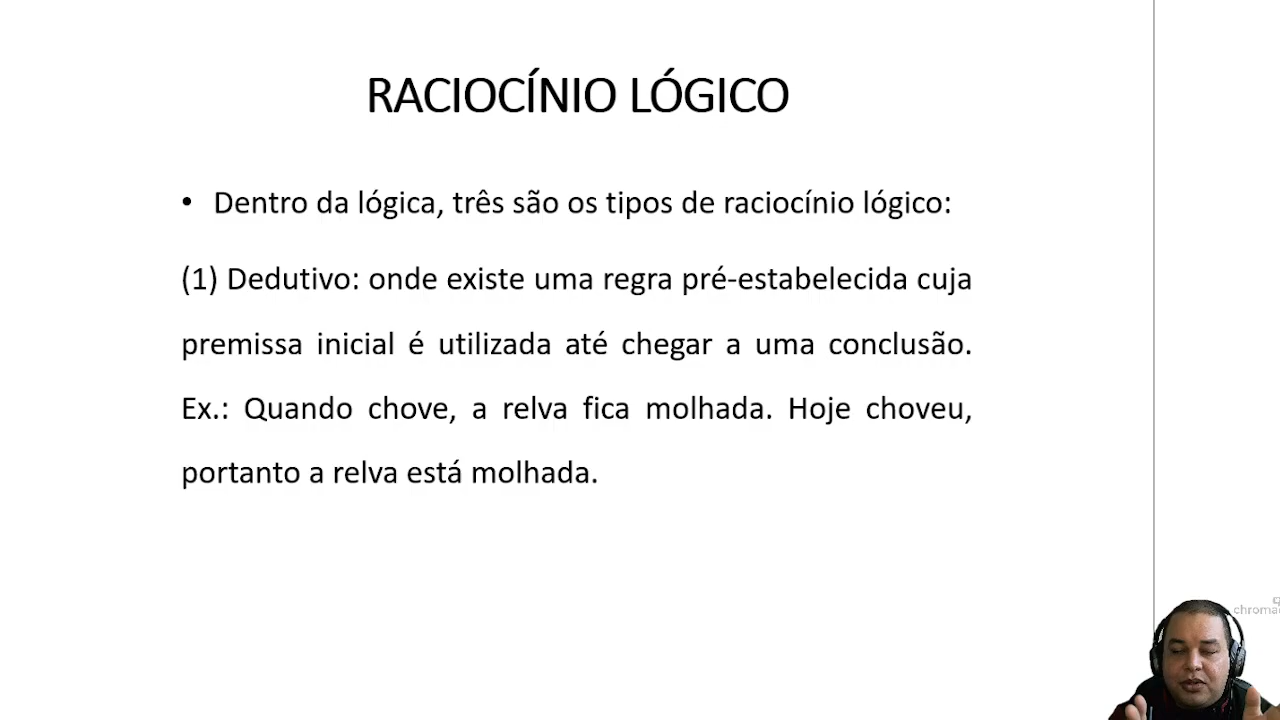 RACIOCÍNIO LÓGICO
• Dentro da lógica, três são os tipos de raciocínio lógico:
(1) Dedutivo: onde existe uma regra pré-estabelecida cuja
premissa inicial é utilizada até chegar a uma conclusão.
Ex.: Quando chove, a relva fica molhada. Hoje choveu,
portanto a relva está molhada.